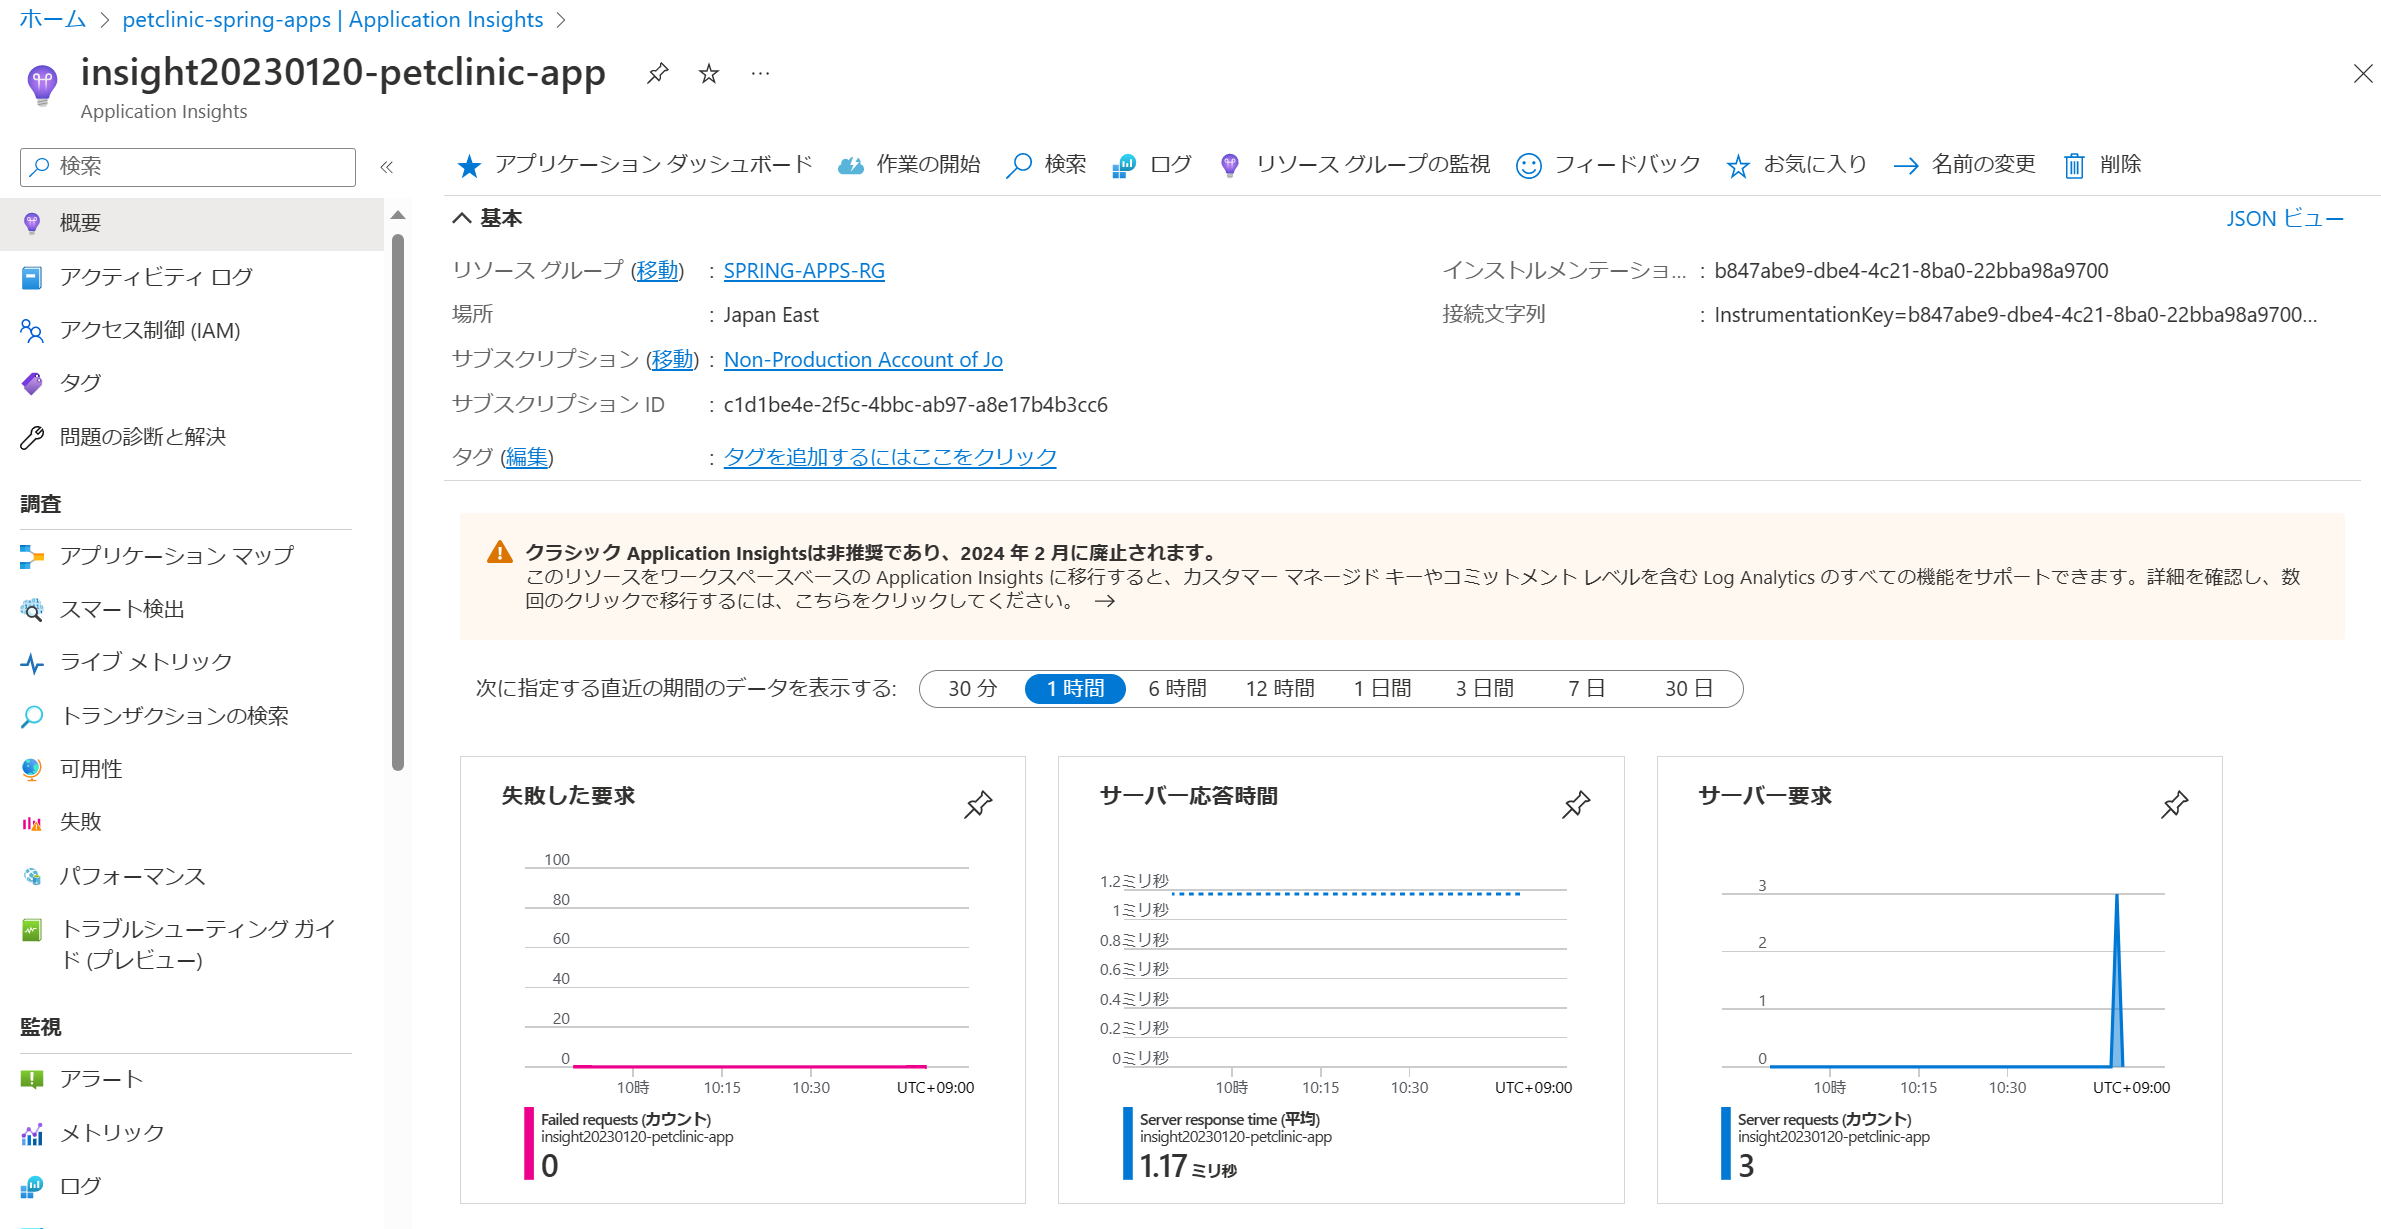 ホーム > petclinic-spring-apps | Application Insights >
insight20230120-petclinic-app
Application Insights
検索
概要
アクティビティ ログ
アクセス制御 (IAM)
タグ
問題の診断と解決
調査
アプリケーション マップ
スマート検出
ライブ メトリック
トランザクションの検索
可用性
失敗
パフォーマンス
トラブルシューティング ガイ
ド (プレビュー)
監視
アラート
メトリック
ログ
アプリケーション ダッシュボード 作業の開始 検索 ログ リソース グループの監視 フィードバック お気に入り 名前の変更 削除
基本
JSON ビュー
リソース グループ (移動) : SPRING-APPS-RG
場所 : Japan East
サブスクリプション (移動) : Non-Production Account of Jo
サブスクリプション ID : c1d1be4e-2f5c-4bbc-ab97-a8e17b4b3cc6
タグ (編集) : タグを追加するにはここをクリック
インストルメンテーショ... : b847abe9-dbe4-4c21-8ba0-22bba98a9700
接続文字列 : InstrumentationKey=b847abe9-dbe4-4c21-8ba0-22bba98a9700...
クラシック Application Insightsは非推奨であり、2024 年 2 月に廃止されます。
このリソースをワークスペースベースの Application Insights に移行すると、カスタマー マネージド キーやコミットメント レベルを含む Log Analytics のすべての機能をサポートできます。詳細を確認し、数
回のクリックで移行するには、こちらをクリックしてください。 →
次に指定する直近の期間のデータを表示する: 30 分 1 時間 6 時間 12 時間 1 日間 3 日間 7 日 30 日
失敗した要求
100
80
60
40
20
0
10時 10:15 10:30 UTC+09:00
Failed requests (カウント)
insight20230120-petclinic-app
0
サーバー応答時間
1.2ミリ秒
1ミリ秒
0.8ミリ秒
0.6ミリ秒
0.4ミリ秒
0.2ミリ秒
0ミリ秒
10時 10:15 10:30 UTC+09:00
Server response time (平均)
insight20230120-petclinic-app
1.17 ミリ秒
サーバー要求
3
2
1
0
10時 10:15 10:30 UTC+09:00
Server requests (カウント)
insight20230120-petclinic-app
3